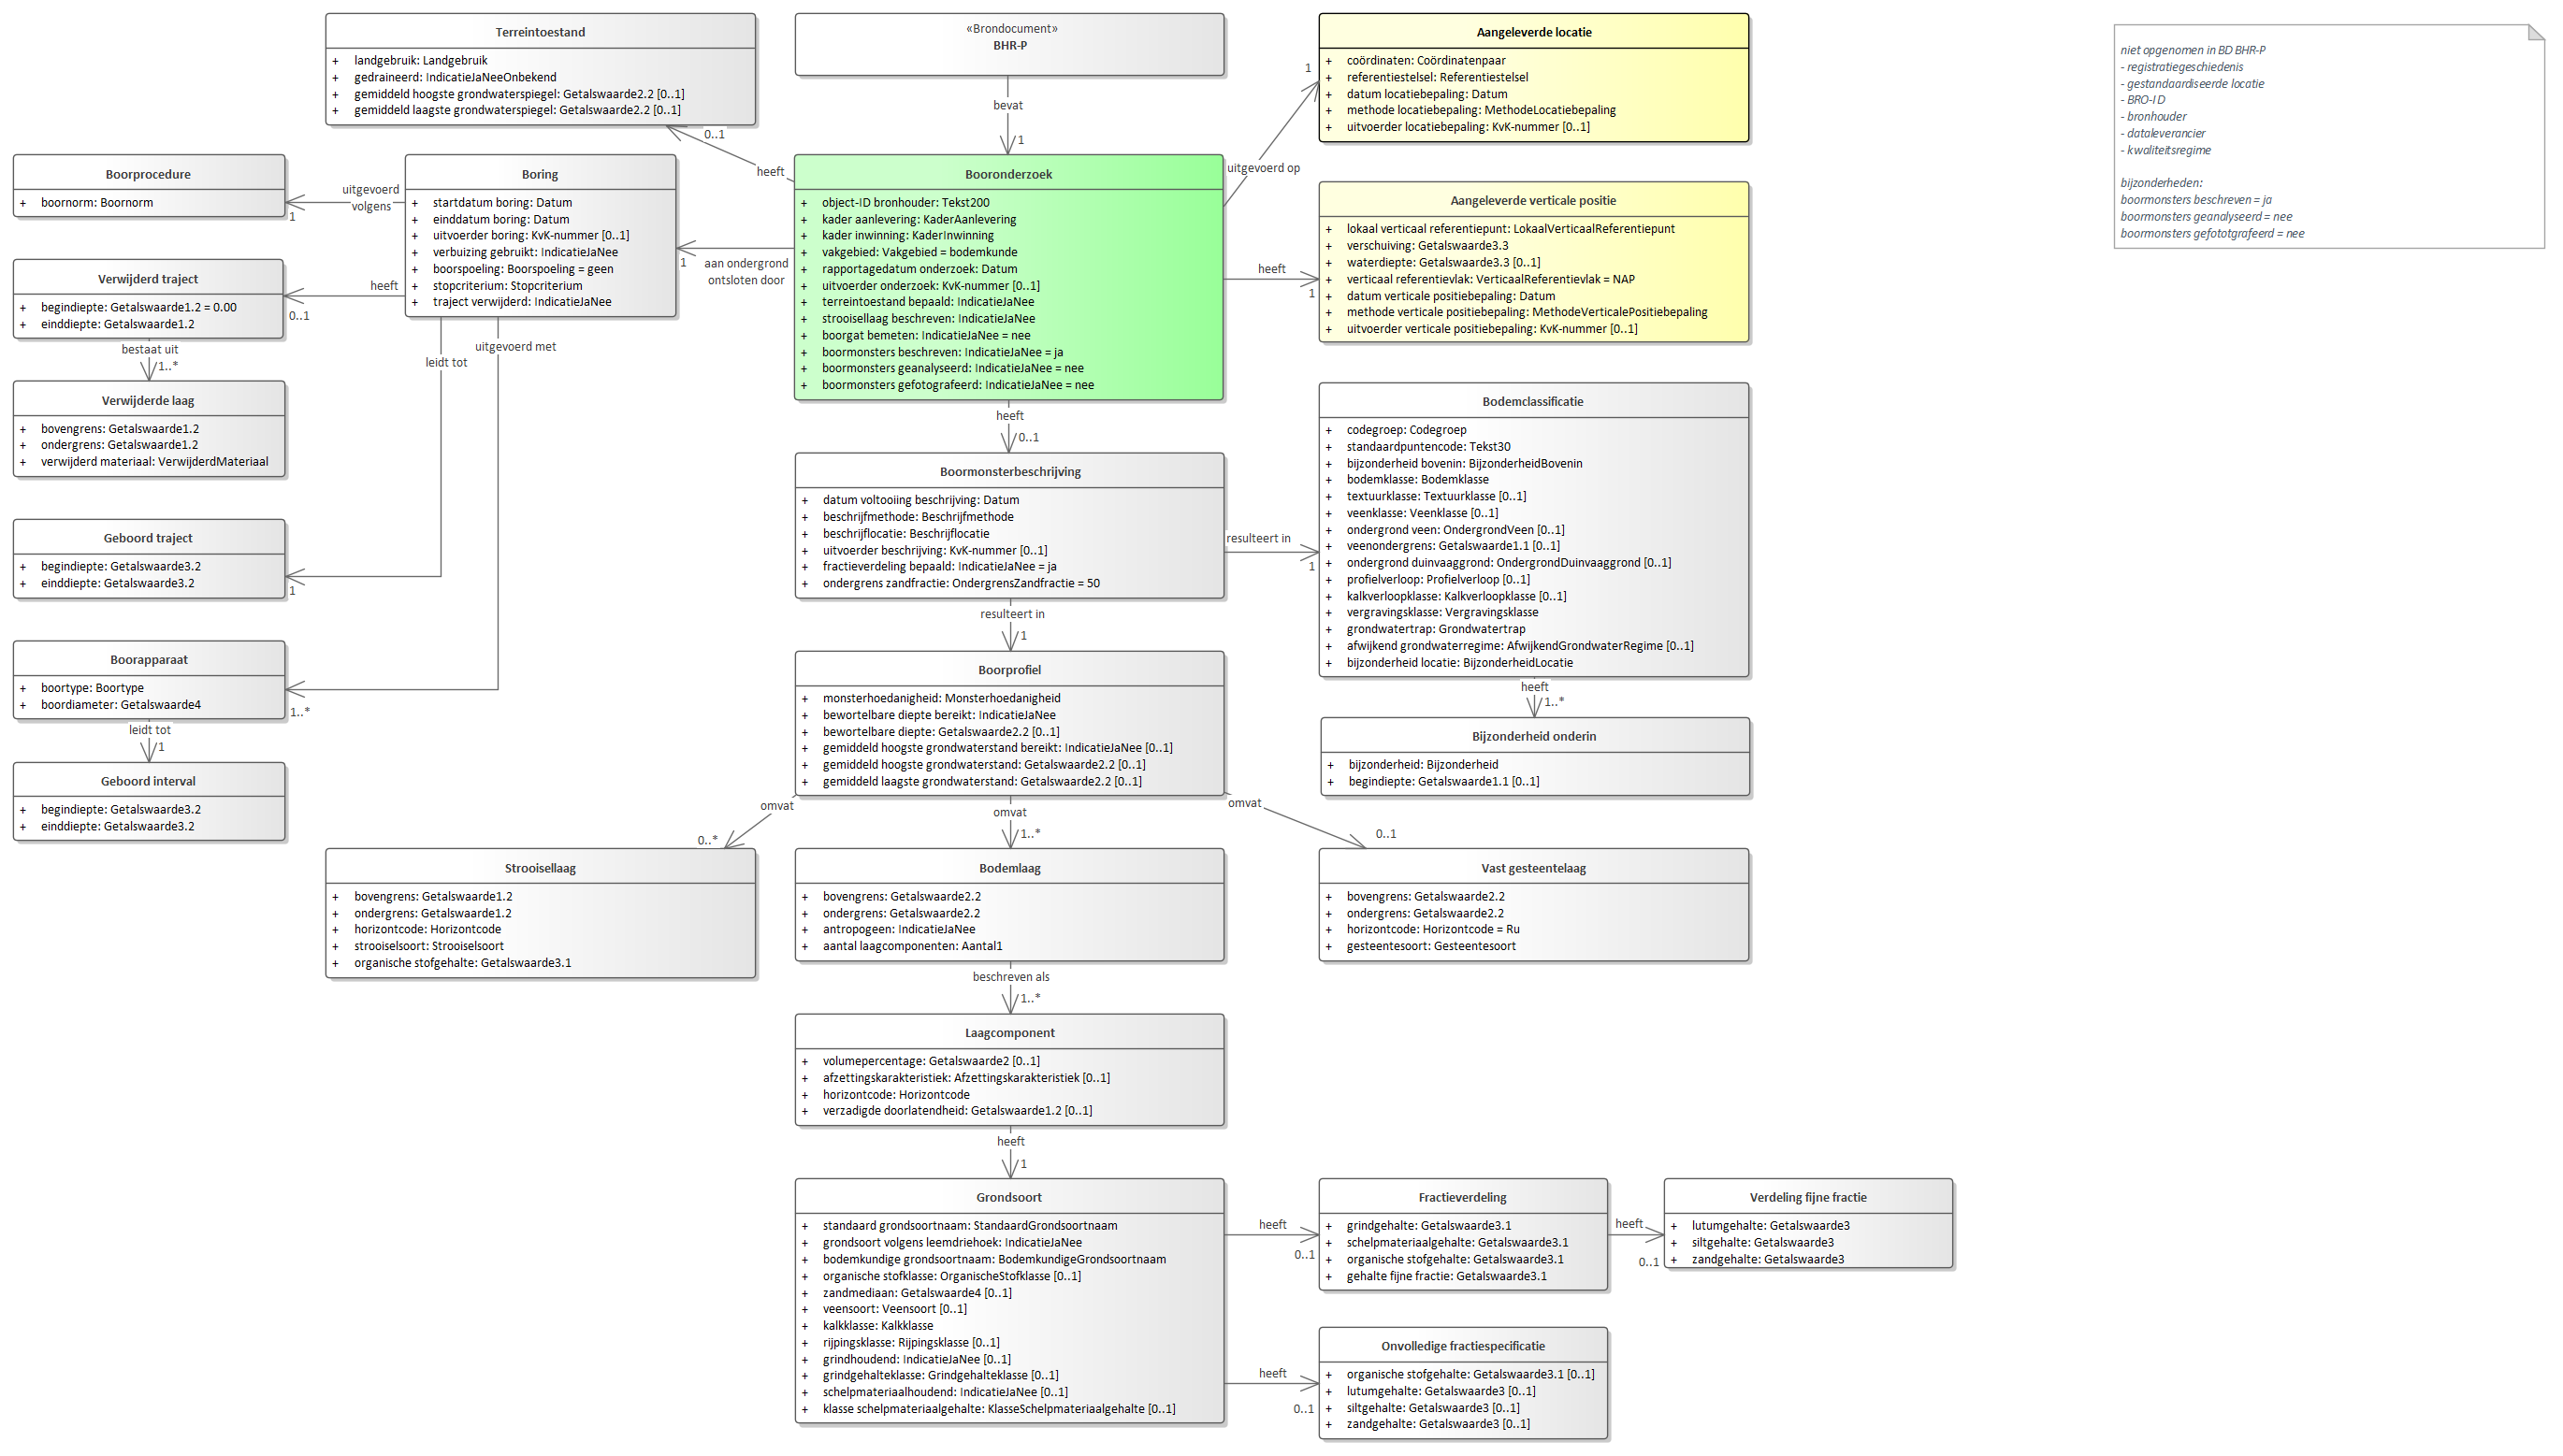 Terreintoestand
+ landgebruik: Landgebruik
+ gedraineerd: IndicatieJaNeeOnbekend
+ gemiddeld hoogste grondwaterspiegel: Getalswaarde2.2 [0..1]
+ gemiddeld laagste grondwaterspiegel: Getalswaarde2.2 [0..1]
«Brondocument»
BHR-P
Aangeleverde locatie
+ coördinaten: Coördinatenpaar
+ referentiestelsel: Referentiestelsel
+ datum locatiebepaling: Datum
+ methode locatiebepaling: MethodeLocatiebepaling
+ uitvoerder locatiebepaling: KvK-nummer [0..1]
niet opgenomen in BD BHR-P
- registratiegeschiedenis
- gestandaardiseerde locatie
- BRO-ID
- bronhouder
- dataleverancier
- kwaliteitsregime
bijzonderheden:
boormonsters beschreven = ja
boormonsters geanalyseerd = nee
boormonsters gefototgrafeerd = nee
bevat
1
1
0..1
heeft
uitgevoerd op
Boorprocedure
+ boornorm: Boornorm
uitgevoerd
volgens
1
Boring
+ startdatum boring: Datum
+ einddatum boring: Datum
+ uitvoerder boring: KvK-nummer [0..1]
+ verbuizing gebruikt: IndicatieJaNee
+ boorspoeling: Boorspoeling = geen
+ stopcriterium: Stopcriterium
+ traject verwijderd: IndicatieJaNee
1
aan ondergrond
ontsloten door
Booronderzoek
+ object-ID bronhouder: Tekst200
+ kader aanlevering: KaderAanlevering
+ kader inwinning: KaderInwinning
+ vakgebied: Vakgebied = bodemkunde
+ rapportagedatum onderzoek: Datum
+ uitvoerder onderzoek: KvK-nummer [0..1]
+ terreintoestand bepaald: IndicatieJaNee
+ strooisellaag beschreven: IndicatieJaNee
+ boorgat bemeten: IndicatieJaNee = nee
+ boormonsters beschreven: IndicatieJaNee = ja
+ boormonsters geanalyseerd: IndicatieJaNee = nee
+ boormonsters gefotografeerd: IndicatieJaNee = nee
heeft
1
Aangeleverde verticale positie
+ lokaal verticaal referentiepunt: LokaalVerticaalReferentiepunt
+ verschuiving: Getalswaarde3.3
+ waterdiepte: Getalswaarde3.3 [0..1]
+ verticaal referentievlak: VerticaalReferentievlak = NAP
+ datum verticale positiebepaling: Datum
+ methode verticale positiebepaling: MethodeVerticalePositiebepaling
+ uitvoerder verticale positiebepaling: KvK-nummer [0..1]
Verwijderd traject
+ begindiepte: Getalswaarde1.2 = 0.00
+ einddiepte: Getalswaarde1.2
heeft
0..1
bestaat uit
1..*
uitgevoerd met
leidt tot
Verwijderde laag
+ bovengrens: Getalswaarde1.2
+ ondergrens: Getalswaarde1.2
+ verwijderd materiaal: VerwijderdMateriaal
heeft
0..1
Boormonsterbeschrijving
+ datum voltooiing beschrijving: Datum
+ beschrijfmethode: Beschrijfmethode
+ beschrijflocatie: Beschrijflocatie
+ uitvoerder beschrijving: KvK-nummer [0..1]
+ fractieverdeling bepaald: IndicatieJaNee = ja
+ ondergrens zandfractie: OndergrensZandfractie = 50
resulteert in
1
Bodemclassificatie
+ codegroep: Codegroep
+ standaardpuntencode: Tekst30
+ bijzonderheid bovenin: BijzonderheidBovenin
+ bodemklasse: Bodemklasse
+ textuurklasse: Textuurklasse [0..1]
+ veenklasse: Veenklasse [0..1]
+ ondergrond veen: OndergrondVeen [0..1]
+ veenondergrens: Getalswaarde1.1 [0..1]
+ ondergrond duinvaaggrond: OndergrondDuinvaaggrond [0..1]
+ profielverloop: Profielverloop [0..1]
+ kalkverloopklasse: Kalkverloopklasse [0..1]
+ vergravingsklasse: Vergravingsklasse
+ grondwatertrap: Grondwatertrap
+ afwijkend grondwaterregime: AfwijkendGrondwaterRegime [0..1]
+ bijzonderheid locatie: BijzonderheidLocatie
Geboord traject
+ begindiepte: Getalswaarde3.2
+ einddiepte: Getalswaarde3.2
1
resulteert in
1
Boorapparaat
+ boortype: Boortype
+ boordiameter: Getalswaarde4
1..*
leidt tot
1
Boorprofiel
+ monsterhoedanigheid: Monsterhoedanigheid
+ bewortelbare diepte bereikt: IndicatieJaNee
+ bewortelbare diepte: Getalswaarde2.2 [0..1]
+ gemiddeld hoogste grondwaterstand bereikt: IndicatieJaNee [0..1]
+ gemiddeld hoogste grondwaterstand: Getalswaarde2.2 [0..1]
+ gemiddeld laagste grondwaterstand: Getalswaarde2.2 [0..1]
heeft
1..*
Bijzonderheid onderin
+ bijzonderheid: Bijzonderheid
+ begindiepte: Getalswaarde1.1 [0..1]
Geboord interval
+ begindiepte: Getalswaarde3.2
+ einddiepte: Getalswaarde3.2
omvat
0..*
omvat
1..*
omvat
0..1
Strooisellaag
+ bovengrens: Getalswaarde1.2
+ ondergrens: Getalswaarde1.2
+ horizontcode: Horizontcode
+ strooiselsoort: Strooiselsoort
+ organische stofgehalte: Getalswaarde3.1
Bodemlaag
+ bovengrens: Getalswaarde2.2
+ ondergrens: Getalswaarde2.2
+ antropogeen: IndicatieJaNee
+ aantal laagcomponenten: Aantal1
Vast gesteentelaag
+ bovengrens: Getalswaarde2.2
+ ondergrens: Getalswaarde2.2
+ horizontcode: Horizontcode = Ru
+ gesteentesoort: Gesteentesoort
beschreven als
1..*
Laagcomponent
+ volumepercentage: Getalswaarde2 [0..1]
+ afzettingskarakteristiek: Afzettingskarakteristiek [0..1]
+ horizontcode: Horizontcode
+ verzadigde doorlatendheid: Getalswaarde1.2 [0..1]
heeft
1
Grondsoort
+ standaard grondsoortnaam: StandaardGrondsoortnaam
+ grondsoort volgens leemdriehoek: IndicatieJaNee
+ bodemkundige grondsoortnaam: BodemkundigeGrondsoortnaam
+ organische stofklasse: OrganischeStofklasse [0..1]
+ zandmediaan: Getalswaarde4 [0..1]
+ veensoort: Veensoort [0..1]
+ kalkklasse: Kalkklasse
+ rijpingsklasse: Rijpingsklasse [0..1]
+ grindhoudend: IndicatieJaNee [0..1]
+ grindgehalteklasse: Grindgehalteklasse [0..1]
+ schelpmateriaalhoudend: IndicatieJaNee [0..1]
+ klasse schelpmateriaalgehalte: KlasseSchelpmateriaalgehalte [0..1]
heeft
0..1
Fractieverdeling
+ grindgehalte: Getalswaarde3.1
+ schelpmateriaalgehalte: Getalswaarde3.1
+ organische stofgehalte: Getalswaarde3.1
+ gehalte fijne fractie: Getalswaarde3.1
heeft
0..1
Verdeling fijne fractie
+ lutumgehalte: Getalswaarde3
+ siltgehalte: Getalswaarde3
+ zandgehalte: Getalswaarde3
heeft
0..1
Onvolledige fractiespecificatie
+ organische stofgehalte: Getalswaarde3.1 [0..1]
+ lutumgehalte: Getalswaarde3 [0..1]
+ siltgehalte: Getalswaarde3 [0..1]
+ zandgehalte: Getalswaarde3 [0..1]